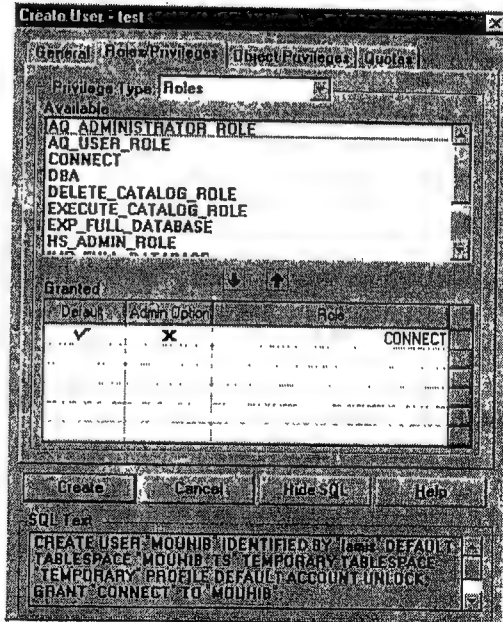 Create User - test
General Roles/Privileges Object Privileges Quotas
Privilege Type: Roles
Available
AQ_ADMINISTRATOR_ROLE
AQ_USER_ROLE
CONNECT
DBA
DELETE_CATALOG_ROLE
EXECUTE_CATALOG_ROLE
EXP_FULL_DATABASE
HS_ADMIN_ROLE
Granted
Default Admin Option Role
CONNECT
Create Cancel Hide SQL Help
SQL Text
CREATE USER "MOUHIB" IDENTIFIED BY DEFAULT
TABLESPACE "MOUHIB_TS" TEMPORARY TABLESPACE
"TEMPORARY" PROFILE DEFAULT ACCOUNT UNLOCK;
GRANT "CONNECT" TO "MOUHIB"